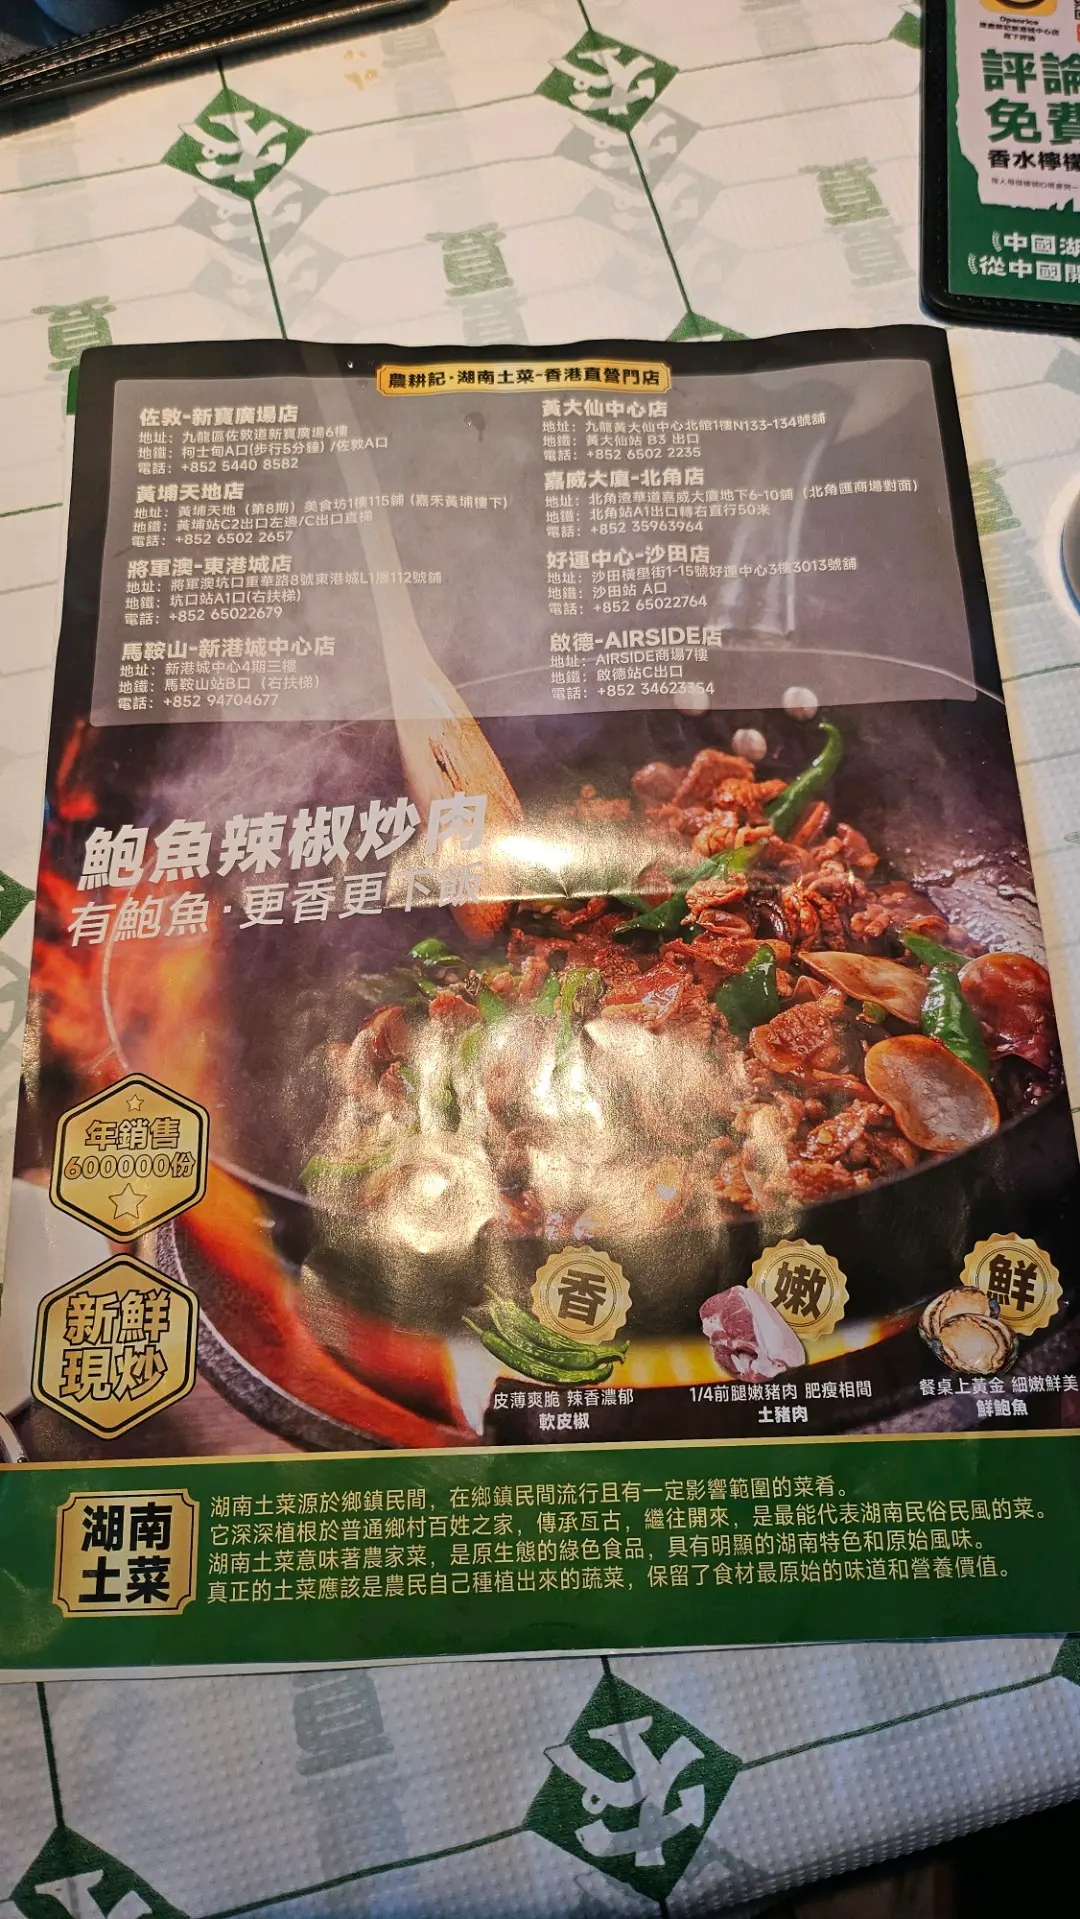 Openrice
評論
免費
香水檸檬
《中國湖
《從中國開
農耕記·湖南土菜-香港直營門店
佐敦-新寶廣場店
地址：九龍區佐敦道新寶廣場6樓
地鐵：柯士甸A口(步行5分鐘) /佐敦A口
電話：+852 5440 8582
黃埔天地店
地址：黃埔天地（第8期）美食坊1樓115鋪（嘉禾黃埔樓下）
地鐵：黃埔站C2出口左邊/C出口直梯
電話：+852 6502 2657
將軍澳-東港城店
地址：將軍澳坑口重華路8號東港城L1層112號鋪
地鐵：坑口站A1口(右扶梯)
電話：+852 65022679
馬鞍山-新港城中心店
地址：新港城中心4期三樓
地鐵：馬鞍山站B口（右扶梯）
電話：+852 94704677
黃大仙中心店
地址：九龍黃大仙中心北館1樓N133-134號鋪
地鐵：黃大仙站 B3 出口
電話：+852 6502 2235
嘉威大廈-北角店
地址：北角渣華道嘉威大廈地下6-10鋪（北角匯商場對面）
地鐵：北角站A1出口轉右直行50米
電話：+852 35963964
好運中心-沙田店
地址：沙田橫壆街1-15號好運中心3樓3013號鋪
地鐵：沙田站 A口
電話：+852 65022764
啟德-AIRSIDE店
地址：AIRSIDE商場7樓
地鐵：啟德站C出口
電話：+852 34623354
鮑魚辣椒炒肉
有鮑魚·更香更下飯
年銷售
600000份
新鮮
現炒
香
皮薄爽脆 辣香濃郁
軟皮椒
嫩
1/4前腿嫩豬肉 肥瘦相間
土豬肉
鮮
餐桌上黃金 細嫩鮮美
鮮鮑魚
湖南
土菜
湖南土菜源於鄉鎮民間，在鄉鎮民間流行且有一定影響範圍的菜肴。
它深深植根於普通鄉村百姓之家，傳承亙古，繼往開來，是最能代表湖南民俗民風的菜。
湖南土菜意味著農家菜，是原生態的綠色食品，具有明顯的湖南特色和原始風味。
真正的土菜應該是農民自己種植出來的蔬菜，保留了食材最原始的味道和營養價值。